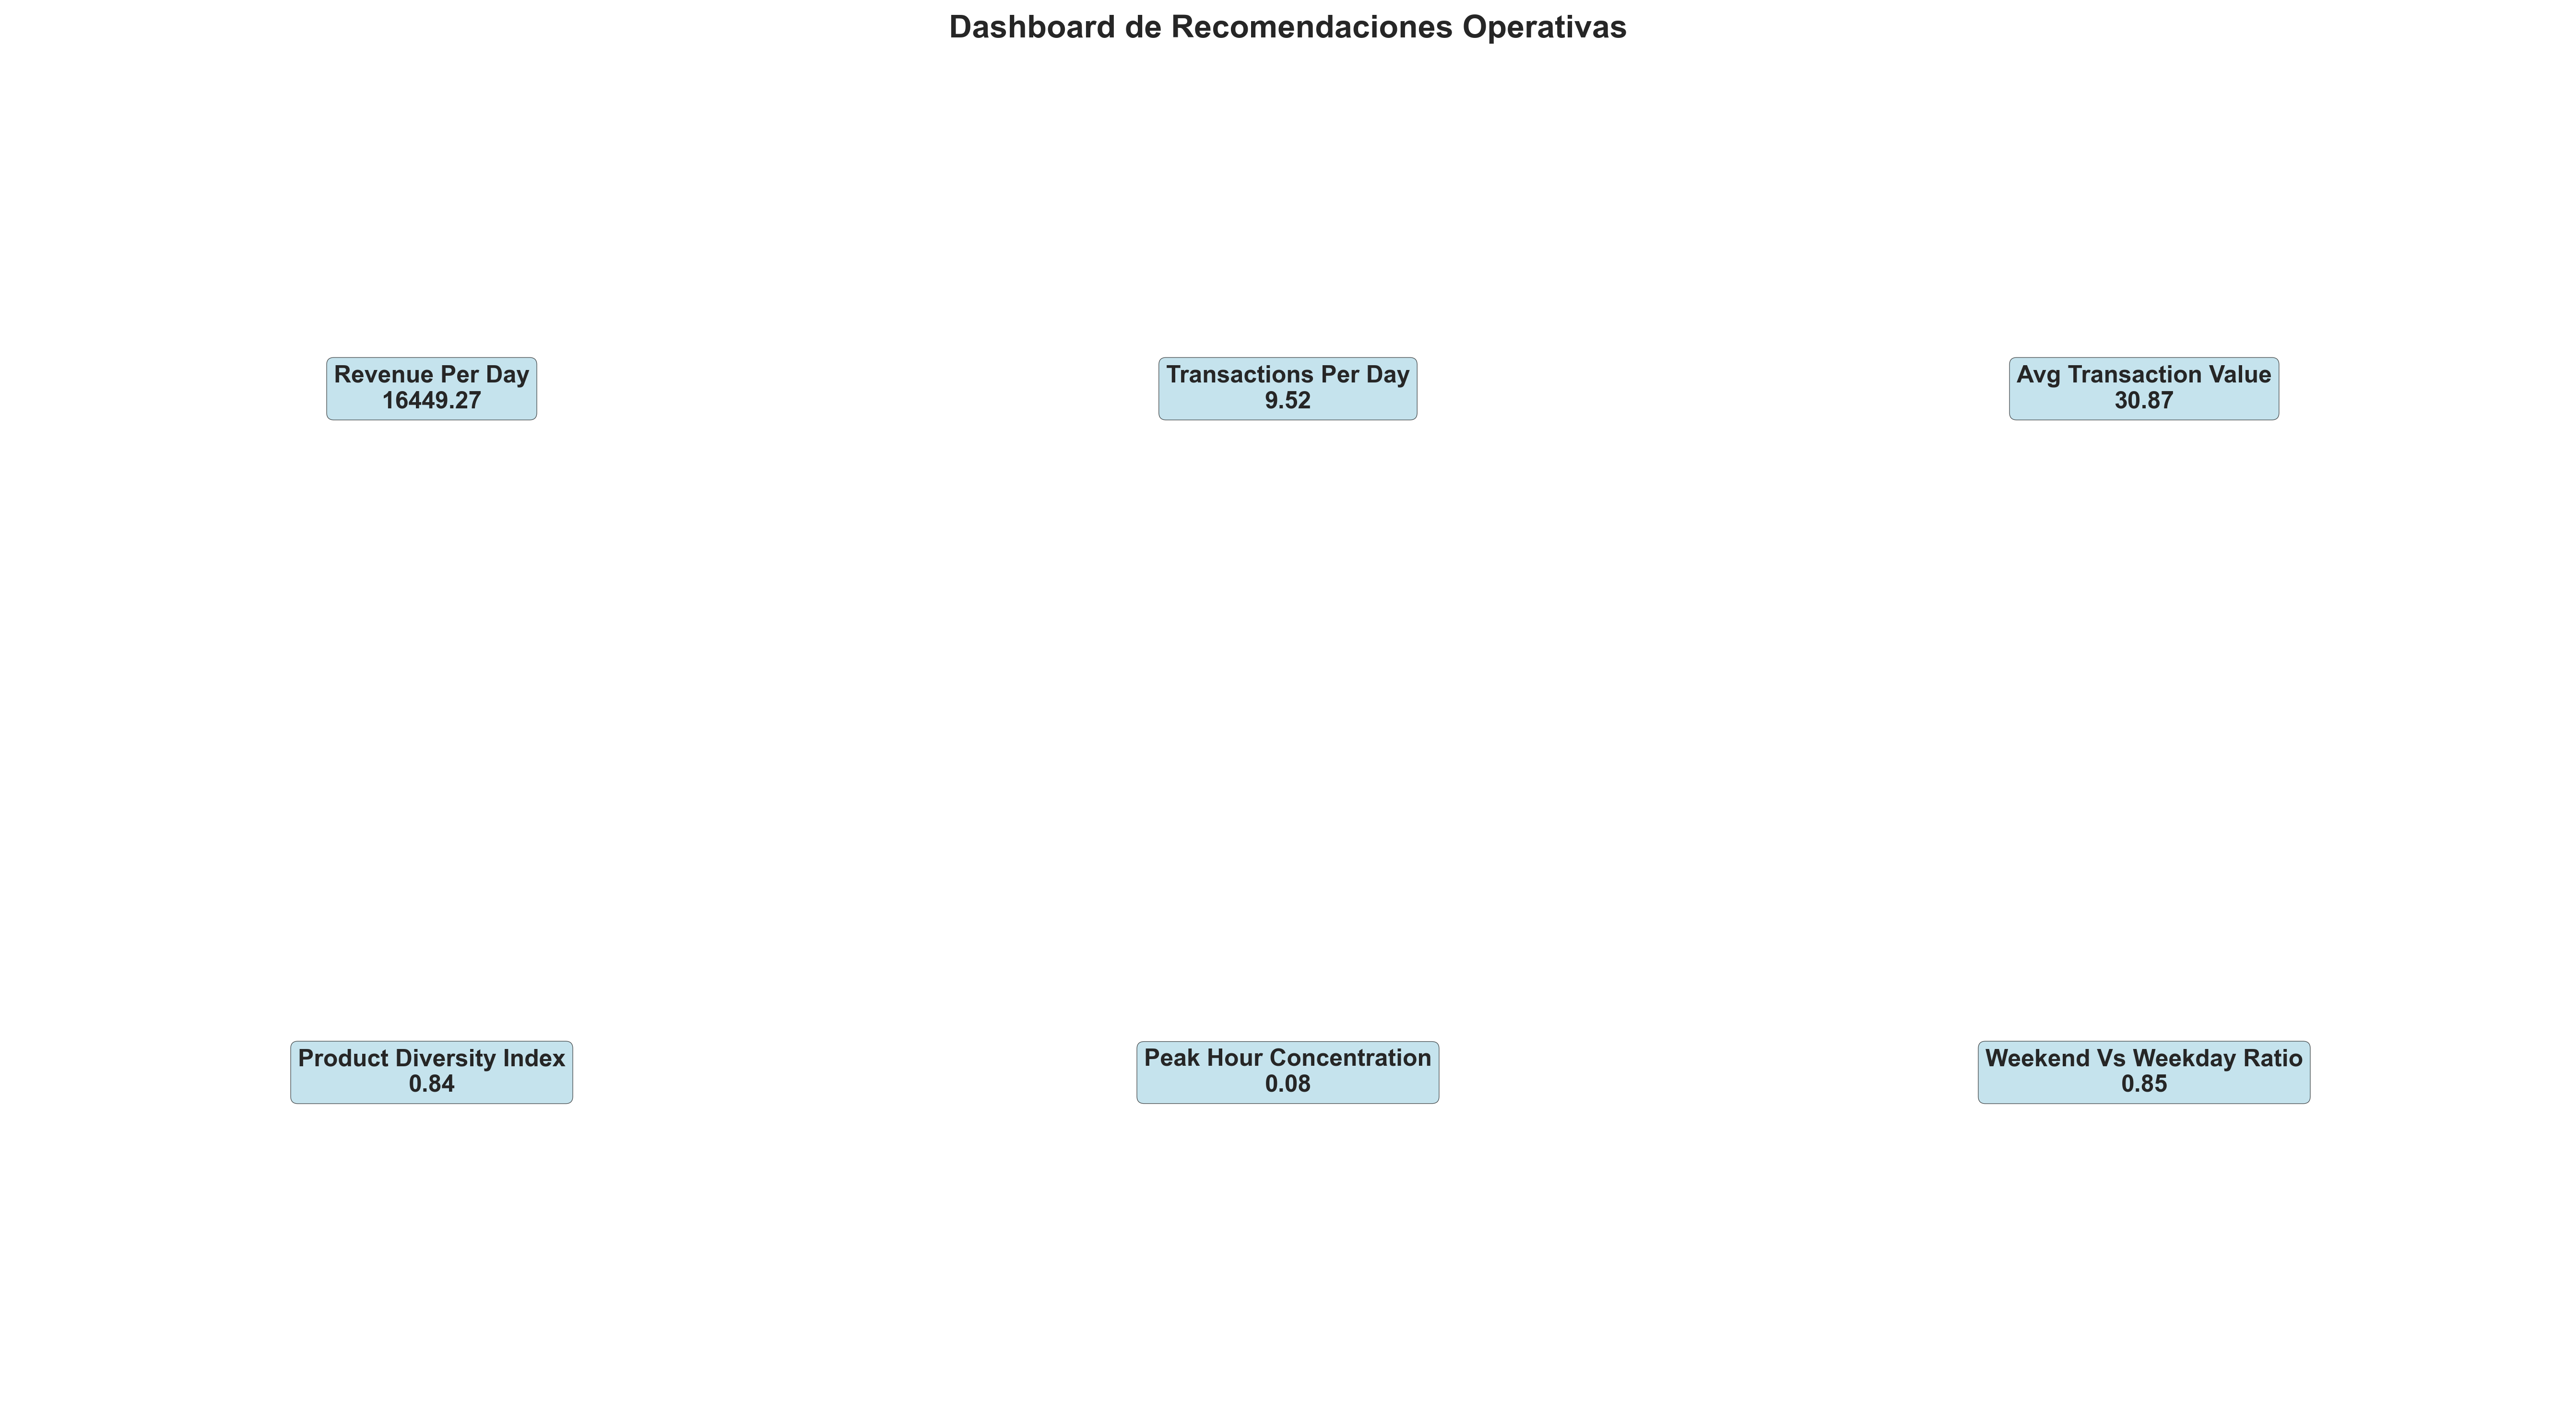 Dashboard de Recomendaciones Operativas
Revenue Per Day
16449.27
Transactions Per Day
9.52
Avg Transaction Value
30.87
Product Diversity Index
0.84
Peak Hour Concentration
0.08
Weekend Vs Weekday Ratio
0.85